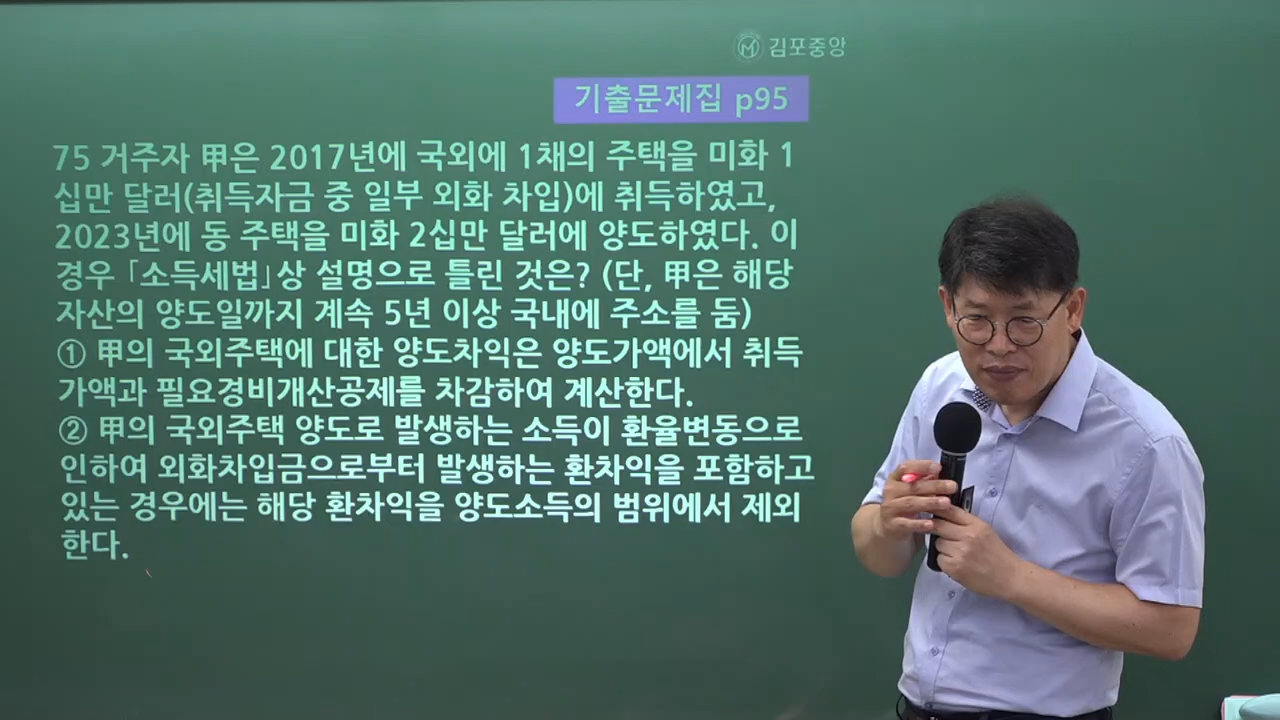 김포중앙
기출문제집 p95
75 거주자 甲은 2017년에 국외에 1채의 주택을 미화 1
십만 달러(취득자금 중 일부 외화 차입)에 취득하였고,
2023년에 동 주택을 미화 2십만 달러에 양도하였다. 이
경우 「소득세법」상 설명으로 틀린 것은? (단, 甲은 해당
자산의 양도일까지 계속 5년 이상 국내에 주소를 둠)
① 甲의 국외주택에 대한 양도차익은 양도가액에서 취득
가액과 필요경비개산공제를 차감하여 계산한다.
② 甲의 국외주택 양도로 발생하는 소득이 환율변동으로
인하여 외화차입금으로부터 발생하는 환차익을 포함하고
있는 경우에는 해당 환차익을 양도소득의 범위에서 제외
한다.